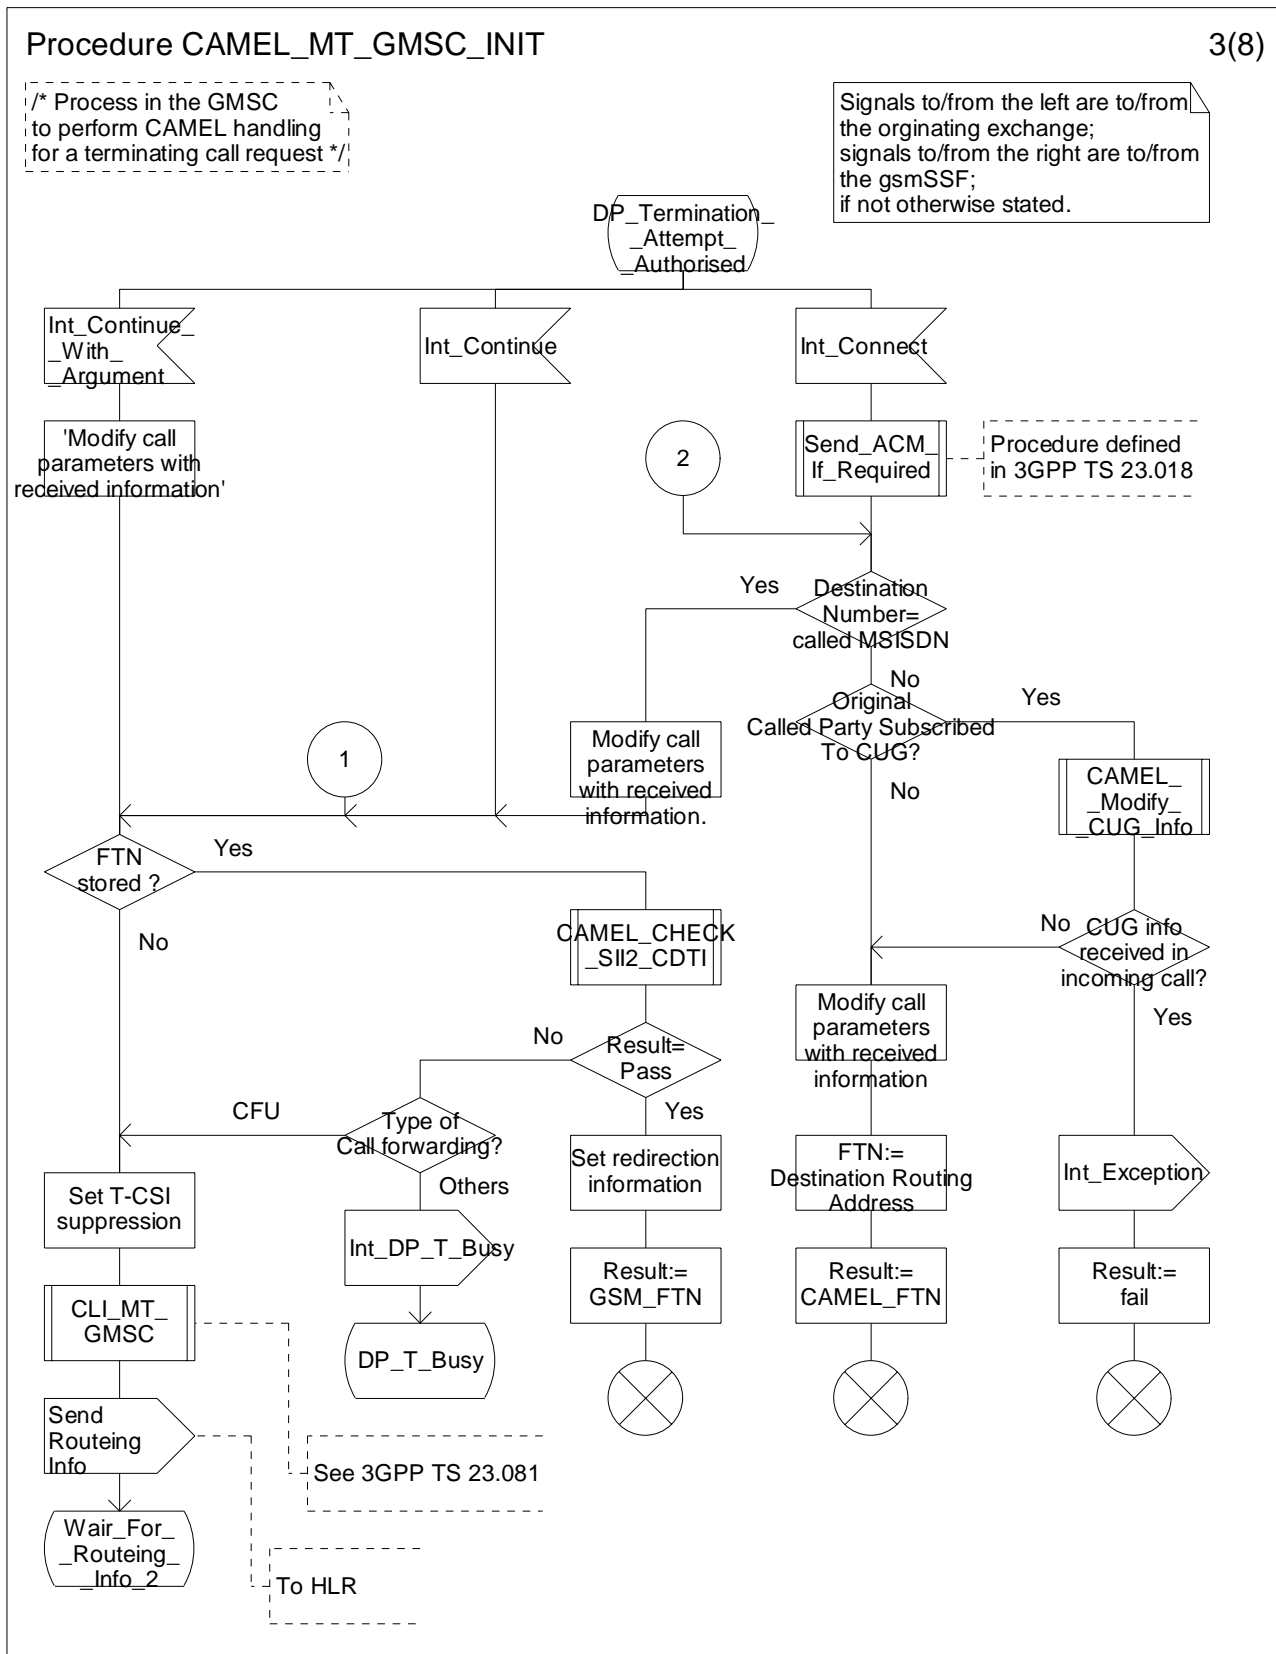 Procedure CAMEL_MT_GMSC_INIT
3(8)
/* Process in the GMSC
to perform CAMEL handling
for a terminating call request */
Signals to/from the left are to/from
the orginating exchange;
signals to/from the right are to/from
the gsmSSF;
if not otherwise stated.
DP_Termination_
_Attempt_
_Authorised
Int_Continue_
_With_
_Argument
Int_Continue
Int_Connect
'Modify call
parameters with
received information'
2
Send_ACM_
If_Required
Procedure defined
in 3GPP TS 23.018
Yes
Destination
Number=
called MSISDN
No
Original
Called Party Subscribed
To CUG?
Yes
No
1
Modify call
parameters
with received
information.
CAMEL_
_Modify_
_CUG_Info
FTN
stored ?
Yes
No
CAMEL_CHECK
_SII2_CDTI
No
CUG info
received in
incoming call?
Yes
Modify call
parameters
with received
information
No
Result=
Pass
Yes
CFU
Type of
Call forwarding?
Others
Set redirection
information
FTN:=
Destination Routing
Address
Int_Exception
Set T-CSI
suppression
Int_DP_T_Busy
Result:=
GSM_FTN
Result:=
CAMEL_FTN
Result:=
fail
CLI_MT_
GMSC
DP_T_Busy
Send
Routeing
Info
See 3GPP TS 23.081
Wair_For_
_Routeing_
_Info_2
To HLR